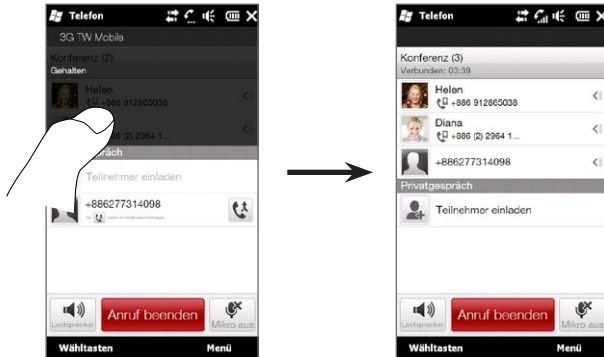 Telefon
3G TW Mobile
Konferenz (2)
Gehalten
Helen
+886 912865038
+886 (2) 2964 1...
präch
Teilnehmer einladen
+886277314098
Lautsprecher
Anruf beenden
Mikro aus
Wähltasten Menü
Telefon
Konferenz (3)
Verbunden: 03:39
Helen
+886 912865038
Diana
+886 (2) 2964 1...
+886277314098
Privatgespräch
Teilnehmer einladen
Lautsprecher
Anruf beenden
Mikro aus
Wähltasten Menü